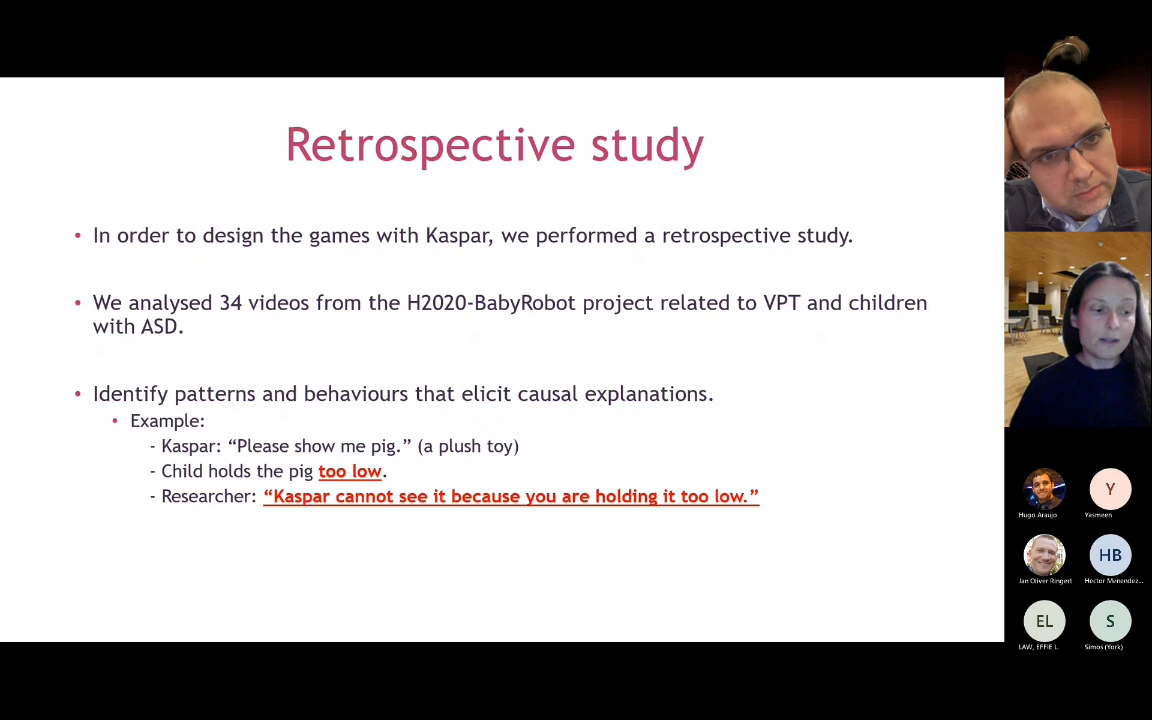 Retrospective study
• In order to design the games with Kaspar, we performed a retrospective study.
• We analysed 34 videos from the H2020-BabyRobot project related to VPT and children
with ASD.
• Identify patterns and behaviours that elicit causal explanations.
• Example:
- Kaspar: “Please show me pig.” (a plush toy)
- Child holds the pig too low.
- Researcher: “Kaspar cannot see it because you are holding it too low.”
Y
Hugo Araujo
Yasmeen
HB
Jan Oliver Ringert
Hector Menendez...
EL
S
LAW, EFFIE L.
Simos (York)